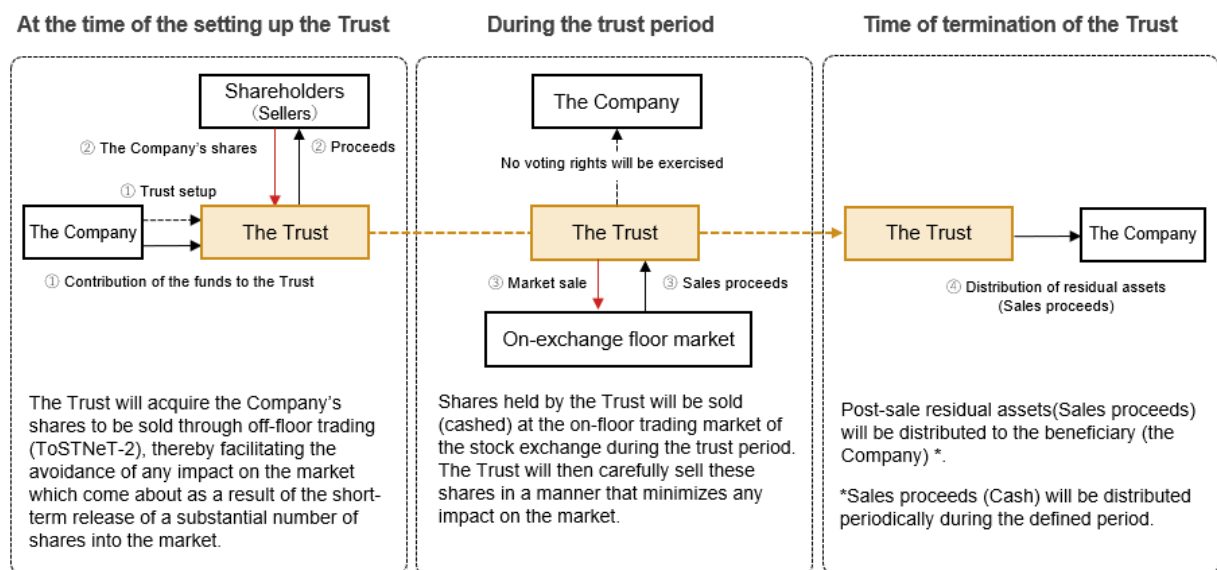 At the time of the setting up the Trust
Shareholders
(Sellers)
② The Company's shares
② Proceeds
① Trust setup
The Company
The Trust
① Contribution of the funds to the Trust
The Trust will acquire the Company's
shares to be sold through off-floor trading
(ToSTNeT-2), thereby facilitating the
avoidance of any impact on the market
which come about as a result of the short-
term release of a substantial number of
shares into the market.
During the trust period
The Company
No voting rights will be exercised
The Trust
③ Market sale
③ Sales proceeds
On-exchange floor market
Shares held by the Trust will be sold
(cashed) at the on-floor trading market of
the stock exchange during the trust period.
The Trust will then carefully sell these
shares in a manner that minimizes any
impact on the market.
Time of termination of the Trust
The Trust
The Company
④ Distribution of residual assets
(Sales proceeds)
Post-sale residual assets(Sales proceeds)
will be distributed to the beneficiary (the
Company) *.
*Sales proceeds (Cash) will be distributed
periodically during the defined period.